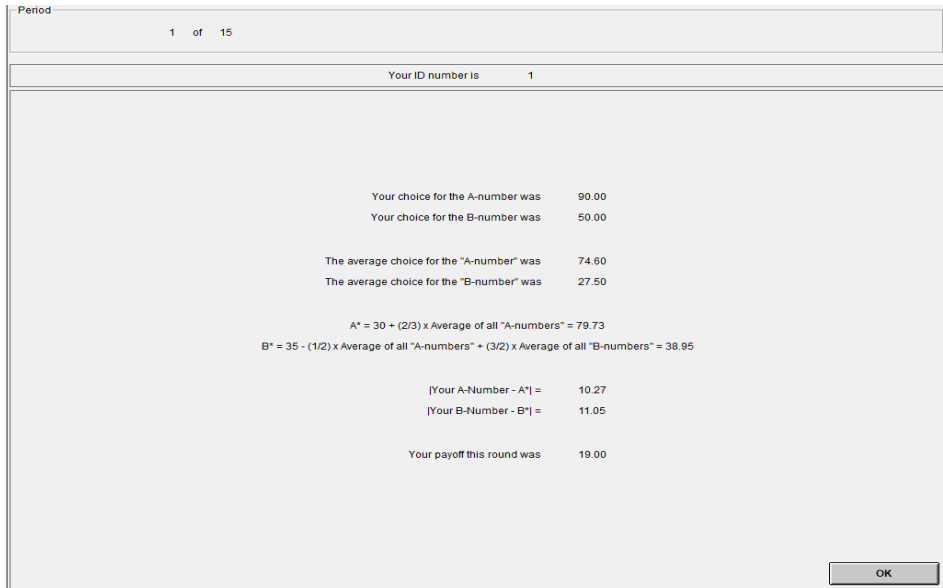 Period
1 of 15
Your ID number is 1
Your choice for the A-number was 90.00
Your choice for the B-number was 50.00
The average choice for the "A-number" was 74.60
The average choice for the "B-number" was 27.50
A* = 30 + (2/3) x Average of all "A-numbers" = 79.73
B* = 35 - (1/2) x Average of all "A-numbers" + (3/2) x Average of all "B-numbers" = 38.95
|Your A-Number - A*| = 10.27
|Your B-Number - B*| = 11.05
Your payoff this round was 19.00
OK